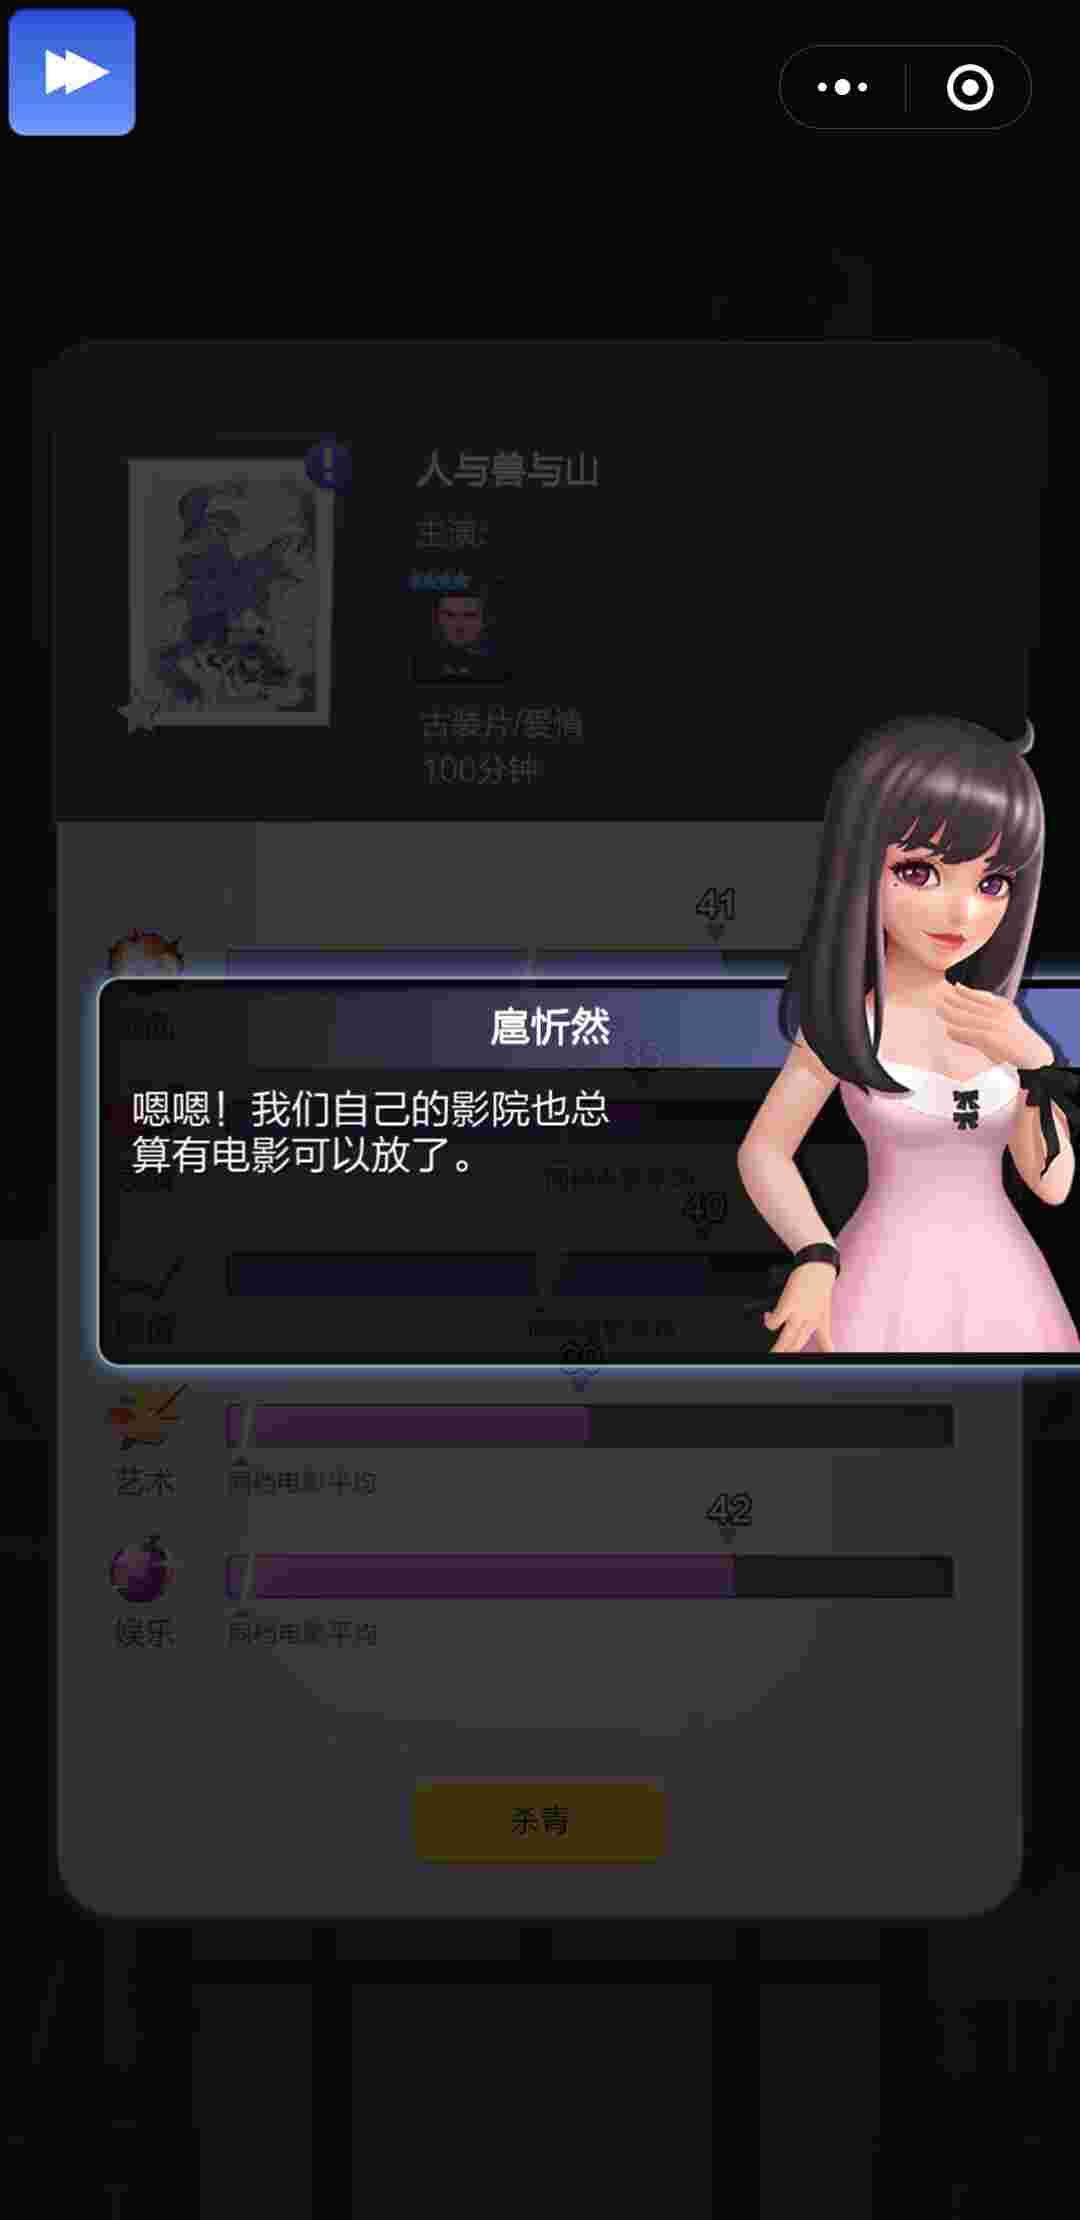 人与兽与山
主演:
古装片/爱情
100分钟
41
扈忻然
嗯嗯！我们自己的影院也总
算有电影可以放了。
40
艺术
同档电影平均
42
娱乐
同档电影平均
杀青